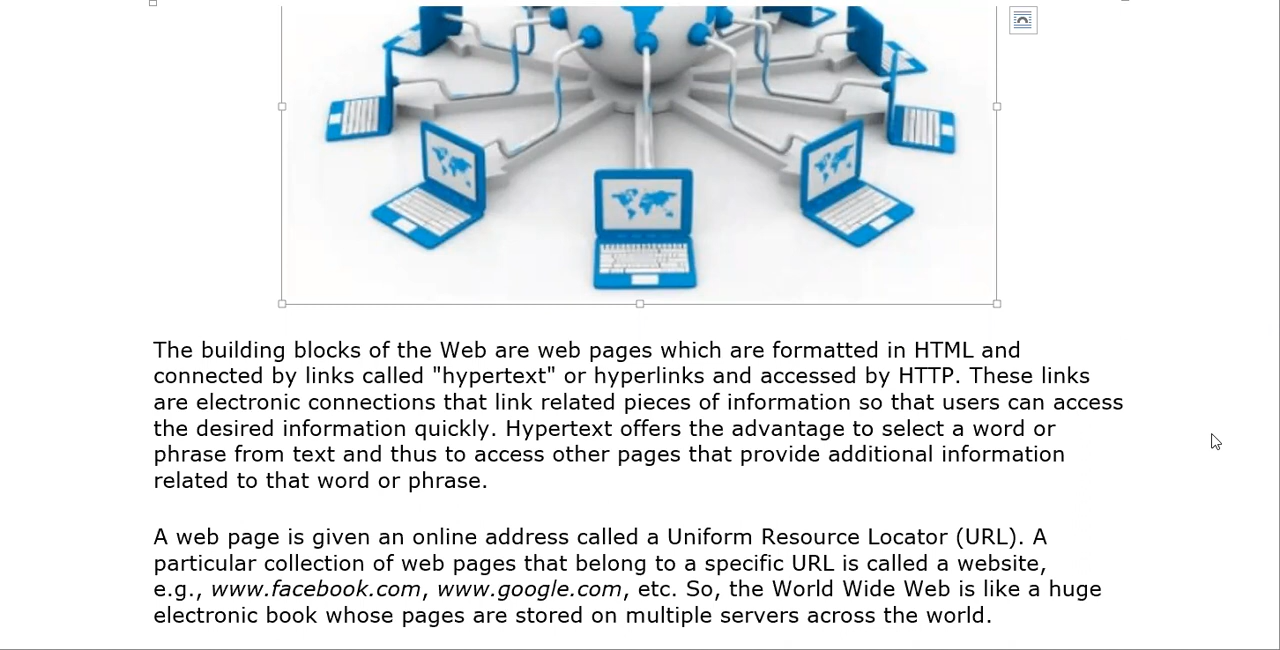 The building blocks of the Web are web pages which are formatted in HTML and
connected by links called "hypertext" or hyperlinks and accessed by HTTP. These links
are electronic connections that link related pieces of information so that users can access
the desired information quickly. Hypertext offers the advantage to select a word or
phrase from text and thus to access other pages that provide additional information
related to that word or phrase.
A web page is given an online address called a Uniform Resource Locator (URL). A
particular collection of web pages that belong to a specific URL is called a website,
e.g., www.facebook.com, www.google.com, etc. So, the World Wide Web is like a huge
electronic book whose pages are stored on multiple servers across the world.